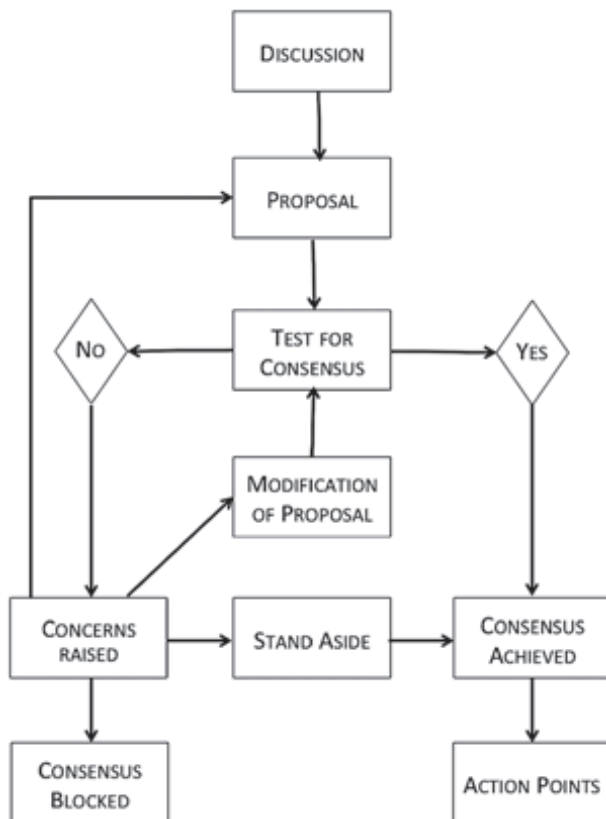 DISCUSSION
PROPOSAL
NO
TEST FOR
CONSENSUS
YES
MODIFICATION
OF PROPOSAL
CONCERNS
RAISED
STAND ASIDE
CONSENSUS
ACHIEVED
CONSENSUS
BLOCKED
ACTION POINTS